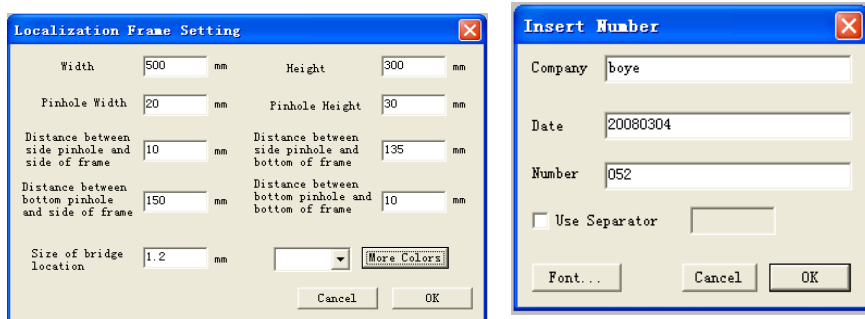 Localization Frame Setting
Width 500 mm Height 300 mm
Pinhole Width 20 mm Pinhole Height 30 mm
Distance between
side pinhole and
side of frame
10 mm
Distance between
side pinhole and
bottom of frame
135 mm
Distance between
bottom pinhole
and side of frame
150 mm
Distance between
bottom pinhole and
bottom of frame
10 mm
Size of bridge
location
1.2 mm
More Colors
Cancel OK
Insert Number
Company boye
Date 20080304
Number 052
Use Separator
Font... Cancel OK